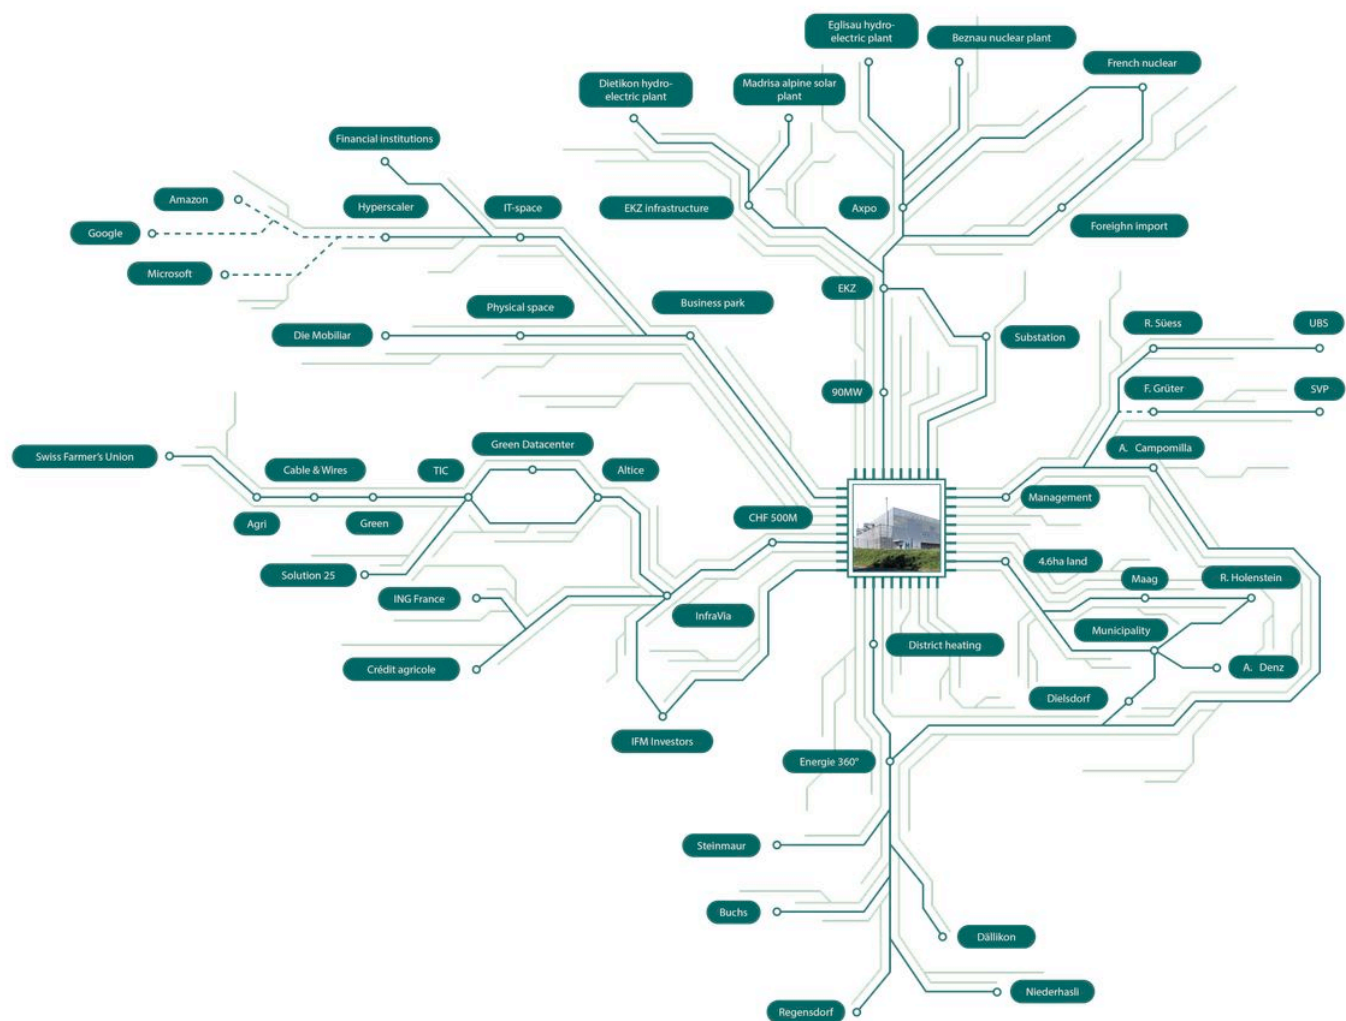 Eglisau hydro-
electric plant
Beznau nuclear plant
French nuclear
Dietikon hydro-
electric plant
Madrisa alpine solar
plant
Financial institutions
Amazon
Hyperscaler
IT-space
EKZ infrastructure
Axpo
Foreighn import
Google
Microsoft
EKZ
Physical space
Business park
R. Süess
UBS
Die Mobiliar
Substation
90MW
F. Grüter
SVP
Green Datacenter
A. Campomilla
Swiss Farmer's Union
Cable & Wires
TIC
Altice
Management
Agri
Green
CHF 500M
4.6ha land
Solution 25
Maag
R. Holenstein
ING France
InfraVia
Municipality
District heating
Crédit agricole
A. Denz
Dielsdorf
IFM Investors
Energie 360°
Steinmaur
Buchs
Dällikon
Niederhasli
Regensdorf